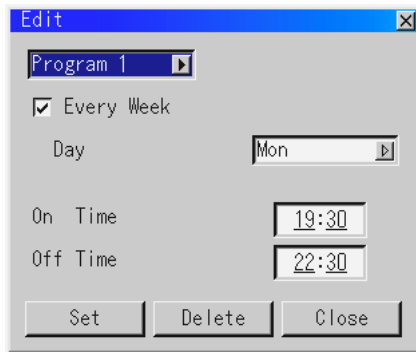 Edit
Program 1
Every Week
Day Mon
On Time 19:30
Off Time 22:30
Set Delete Close